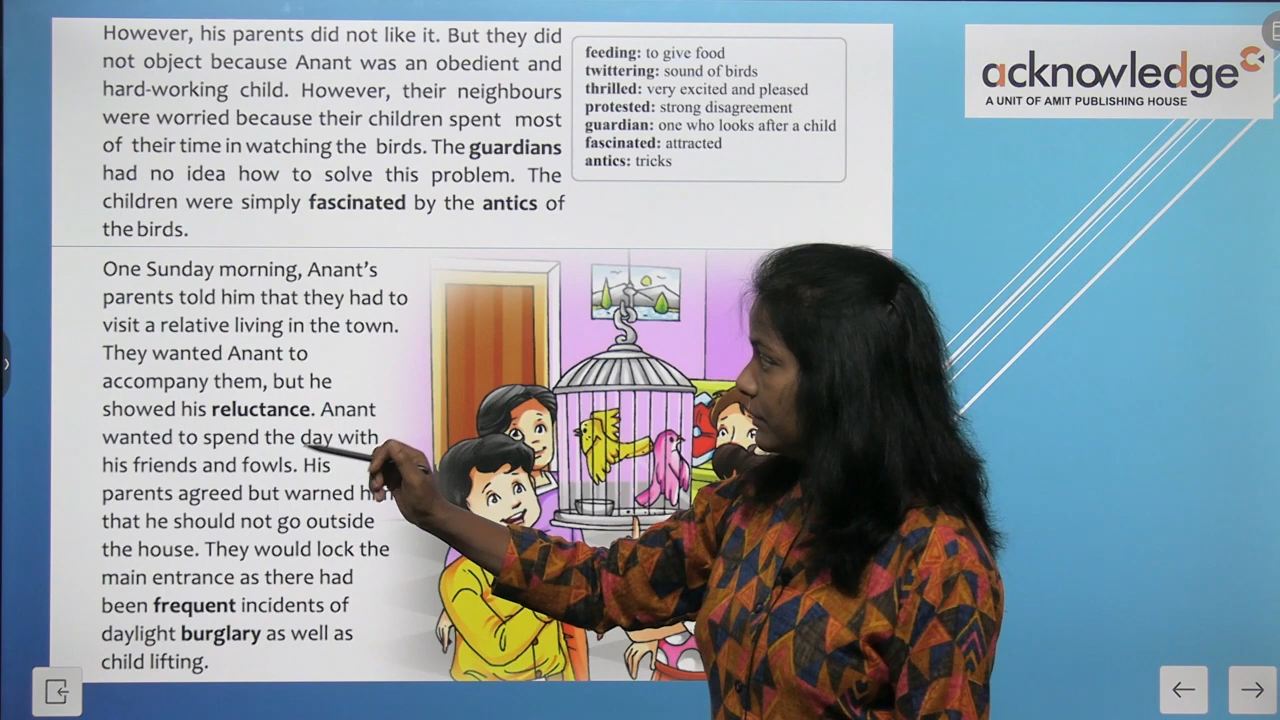 However, his parents did not like it. But they did
not object because Anant was an obedient and
hard-working child. However, their neighbours
were worried because their children spent most
of their time in watching the birds. The guardians
had no idea how to solve this problem. The
children were simply fascinated by the antics of
the birds.
feeding: to give food
twittering: sound of birds
thrilled: very excited and pleased
protested: strong disagreement
guardian: one who looks after a child
fascinated: attracted
antics: tricks
acknowledge
A UNIT OF AMIT PUBLISHING HOUSE
One Sunday morning, Anant's
parents told him that they had to
visit a relative living in the town.
They wanted Anant to
accompany them, but he
showed his reluctance. Anant
wanted to spend the day with
his friends and fowls. His
parents agreed but warned
that he should not go outside
the house. They would lock the
main entrance as there had
been frequent incidents of
daylight burglary as well as
child lifting.